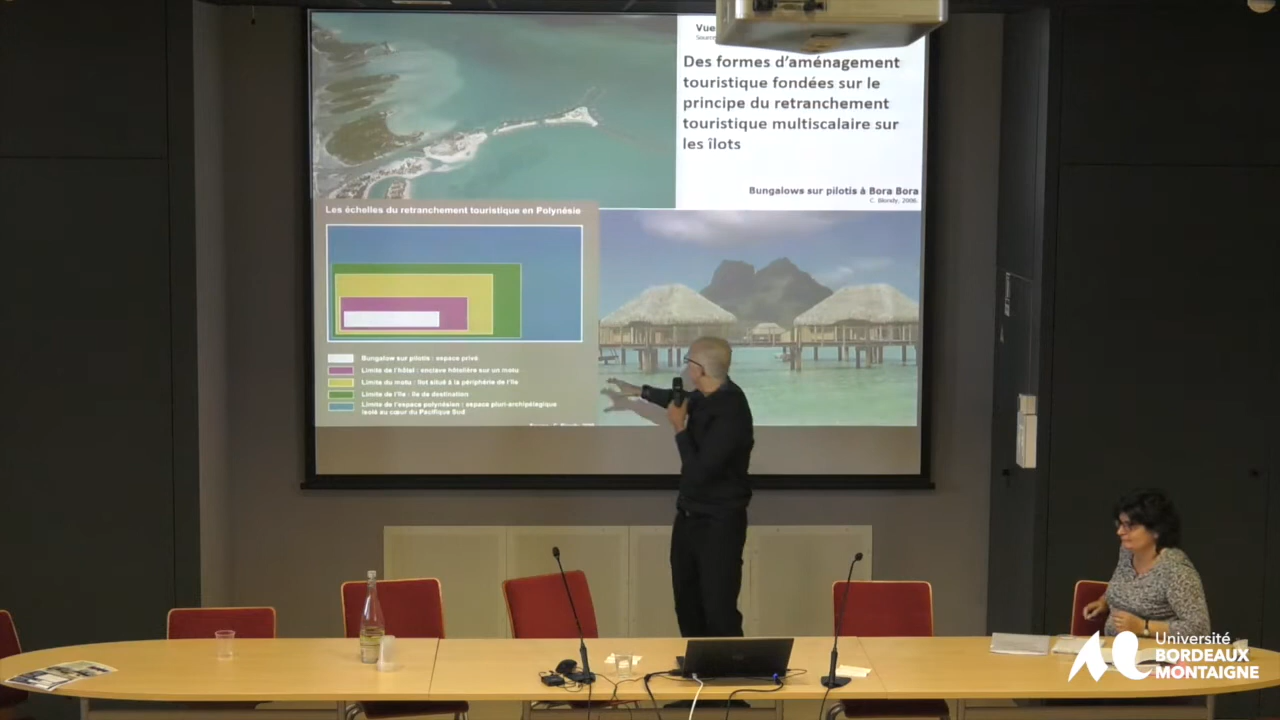 Vue
Source
Des formes d’aménagement
touristique fondées sur le
principe du retranchement
touristique multiscalaire sur
les îlots
Bungalows sur pilotis à Bora Bora
C. Blondy, 2006
Les échelles du retranchement touristique en Polynésie
Bungalow sur pilotis : espace privé
Limite de l'hôtel : enclave hôtelière sur un motu
Limite du motu : îlot situé à la périphérie de l'île
Limite de l'île : île de destination
Limite de l'espace polynésien : espace pluri-archipélagique
isolé au cœur du Pacifique Sud
Université
BORDEAUX
MONTAIGNE